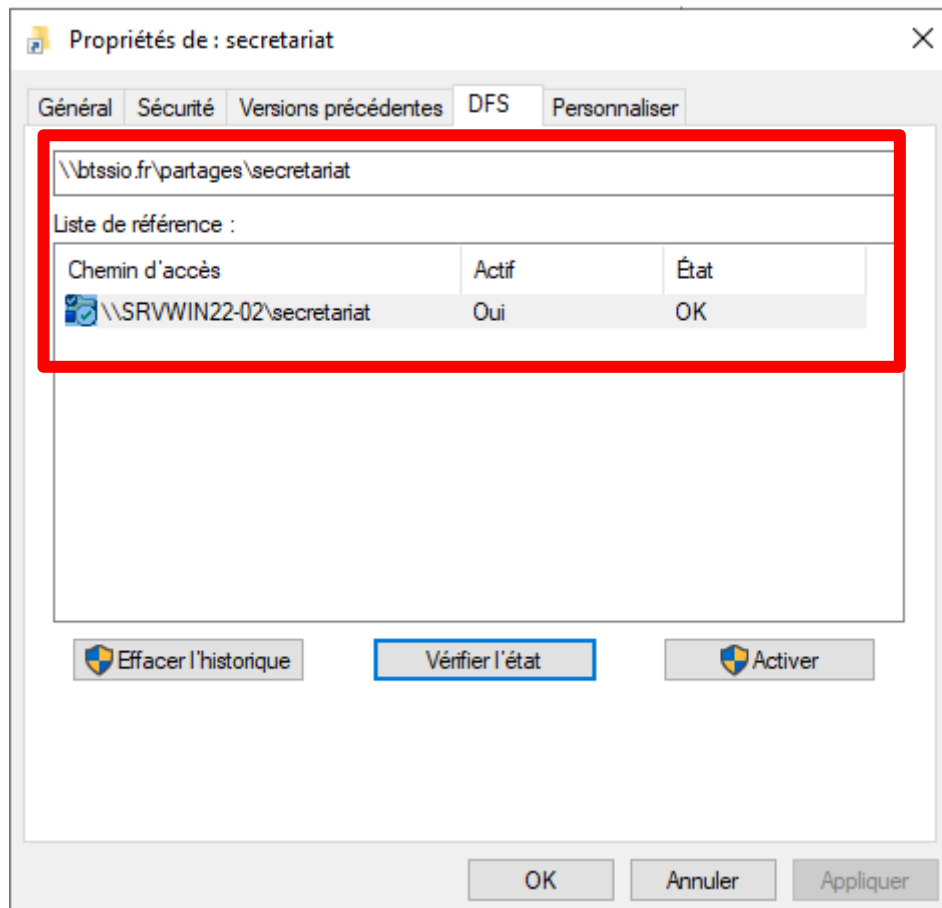 Propriétés de : secretariat
Général Sécurité Versions précédentes DFS Personnaliser
\\btssio.fr\partages\secretariat
Liste de référence :
Chemin d'accès Actif État
\\SRVWIN22-02\secretariat Oui OK
Effacer l'historique Vérifier l'état Activer
OK Annuler Appliquer